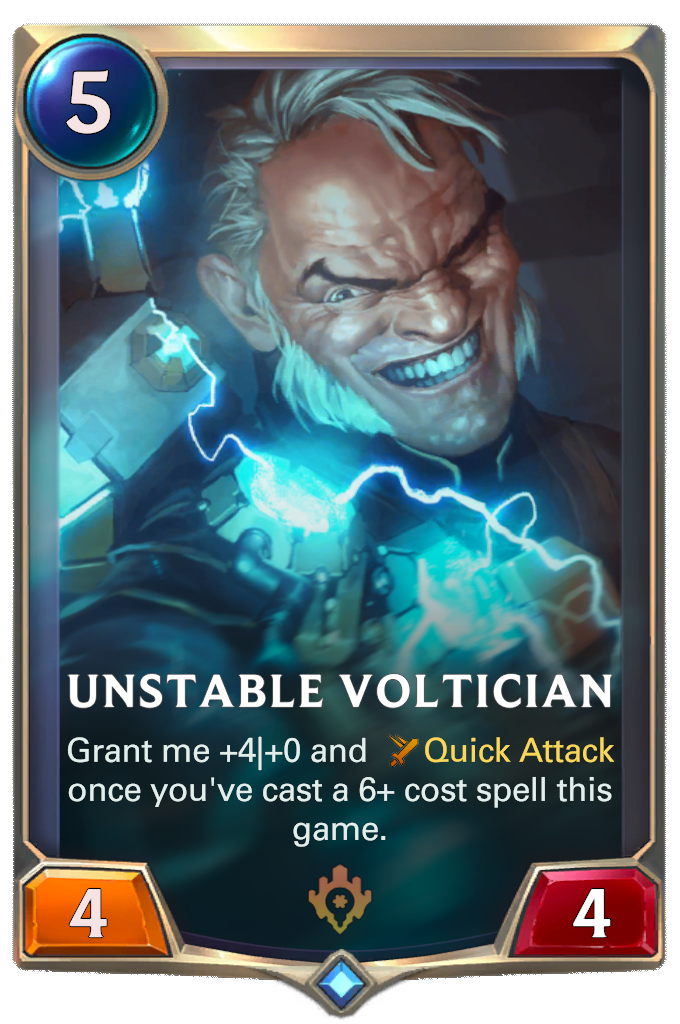 5
UNSTABLE VOLTICIAN
Grant me +4|+0 and Quick Attack
once you've cast a 6+ cost spell this
game.
4
4